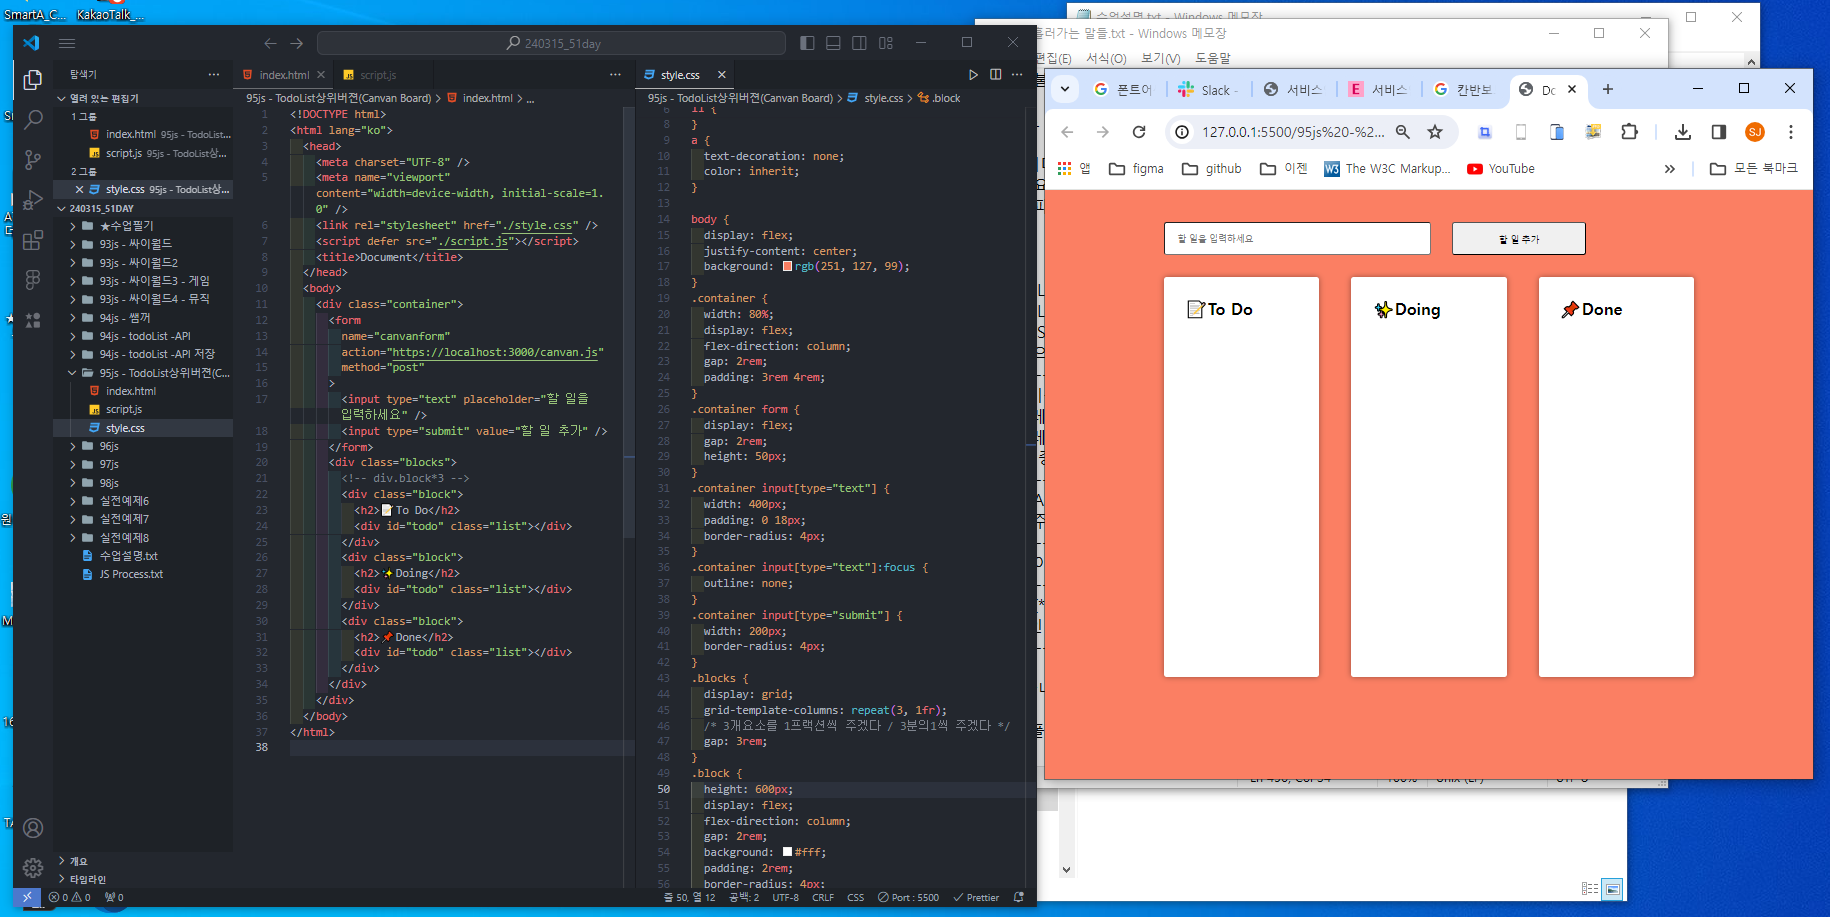 SmartA_C...
KakaoTalk_...
240315_51day
탐색기
열려 있는 편집기
1 그룹
index.html 95js - TodoList...
script.js 95js - TodoList상...
2 그룹
style.css 95js - TodoList상...
240315_51DAY
★수업필기
93js - 싸이월드
93js - 싸이월드2
93js - 싸이월드3 - 게임
93js - 싸이월드4 - 뮤직
94js - 쌤꺼
94js - todoList -API
94js - todoList -API 저장
95js - TodoList상위버젼(C...
index.html
script.js
style.css
96js
97js
98js
실전예제6
실전예제7
실전예제8
수업설명.txt
JS Process.txt
개요
타임라인
index.html
script.js
95js - TodoList상위버젼(Canvan Board) > index.html > ...
1 <!DOCTYPE html>
2 <html lang="ko">
3 <head>
4 <meta charset="UTF-8" />
5 <meta name="viewport"
content="width=device-width, initial-scale=1.
0" />
6 <link rel="stylesheet" href="./style.css" />
7 <script defer src="./script.js"></script>
8 <title>Document</title>
9 </head>
10 <body>
11 <div class="container">
12 <form
13 name="canvanform"
14 action="https://localhost:3000/canvan.js"
15 method="post"
16 >
17 <input type="text" placeholder="할 일을
입력하세요" />
18 <input type="submit" value="할 일 추가" />
19 </form>
20 <div class="blocks">
21 <!-- div.block*3 -->
22 <div class="block">
23 <h2>📝To Do</h2>
24 <div id="todo" class="list"></div>
25 </div>
26 <div class="block">
27 <h2>✨Doing</h2>
28 <div id="todo" class="list"></div>
29 </div>
30 <div class="block">
31 <h2>📌Done</h2>
32 <div id="todo" class="list"></div>
33 </div>
34 </div>
35 </div>
36 </body>
37 </html>
38
style.css
95js - TodoList상위버젼(Canvan Board) > style.css > .block
8 }
9 a {
10 text-decoration: none;
11 color: inherit;
12 }
13
14 body {
15 display: flex;
16 justify-content: center;
17 background: rgb(251, 127, 99);
18 }
19 .container {
20 width: 80%;
21 display: flex;
22 flex-direction: column;
23 gap: 2rem;
24 padding: 3rem 4rem;
25 }
26 .container form {
27 display: flex;
28 gap: 2rem;
29 height: 50px;
30 }
31 .container input[type="text"] {
32 width: 400px;
33 padding: 0 18px;
34 border-radius: 4px;
35 }
36 .container input[type="text"]:focus {
37 outline: none;
38 }
39 .container input[type="submit"] {
40 width: 200px;
41 border-radius: 4px;
42 }
43 .blocks {
44 display: grid;
45 grid-template-columns: repeat(3, 1fr);
46 /* 3개요소를 1프랙션씩 주겠다 / 3분의1씩 주겠다 */
47 gap: 3rem;
48 }
49 .block {
50 height: 600px;
51 display: flex;
52 flex-direction: column;
53 gap: 2rem;
54 background: #fff;
55 padding: 2rem;
56 border-radius: 4px;
0 0 0
줄 50, 열 12 공백: 2 UTF-8 CRLF CSS Port : 5500 Prettier
수업설명.txt - Windows 메모장
흘러가는 말들.txt - Windows 메모장
편집(E) 서식(O) 보기(V) 도움말
폰트어
Slack -
서비스
서비스
칸반보
Dc
127.0.0.1:5500/95js%20-%2...
SJ
앱 figma github 이젠 The W3C Markup... YouTube 모든 북마크
할 일을 입력하세요
할 일 추가
📝To Do
✨Doing
📌Done